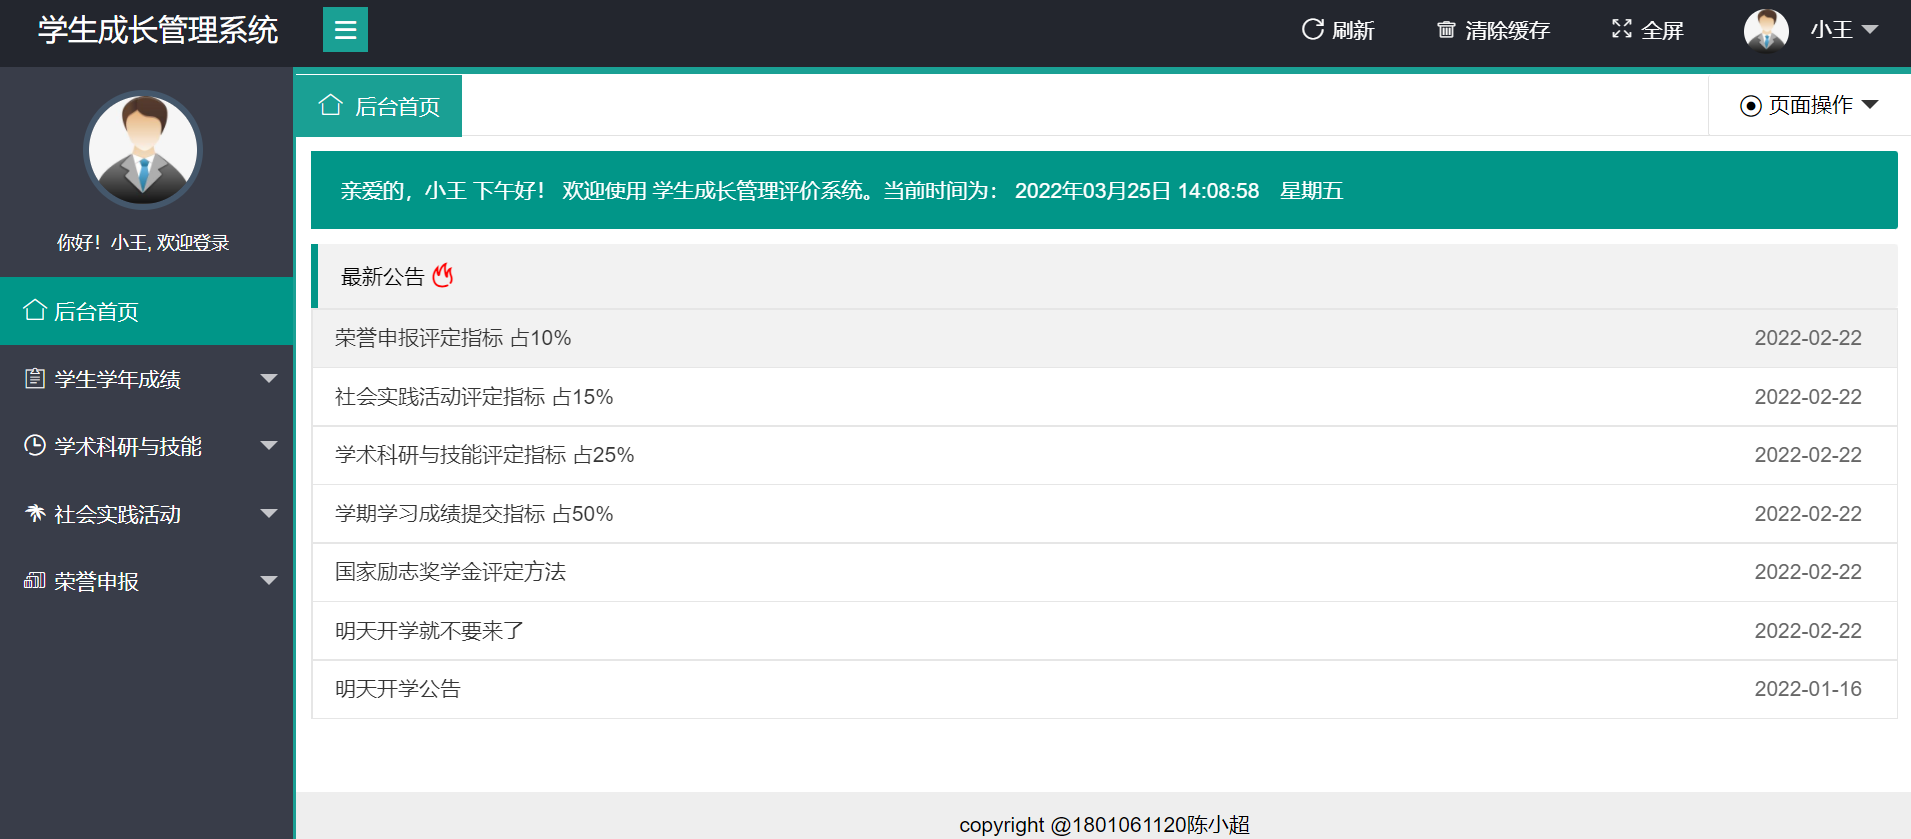 学生成长管理系统
刷新 清除缓存 全屏 小王
后台首页 页面操作
你好！小王, 欢迎登录
后台首页
学生学年成绩
学术科研与技能
社会实践活动
荣誉申报
亲爱的，小王 下午好！ 欢迎使用 学生成长管理评价系统。当前时间为： 2022年03月25日 14:08:58 星期五
最新公告
荣誉申报评定指标 占10% 2022-02-22
社会实践活动评定指标 占15% 2022-02-22
学术科研与技能评定指标 占25% 2022-02-22
学期学习成绩提交指标 占50% 2022-02-22
国家励志奖学金评定方法 2022-02-22
明天开学就不要来了 2022-02-22
明天开学公告 2022-01-16
copyright @1801061120陈小超